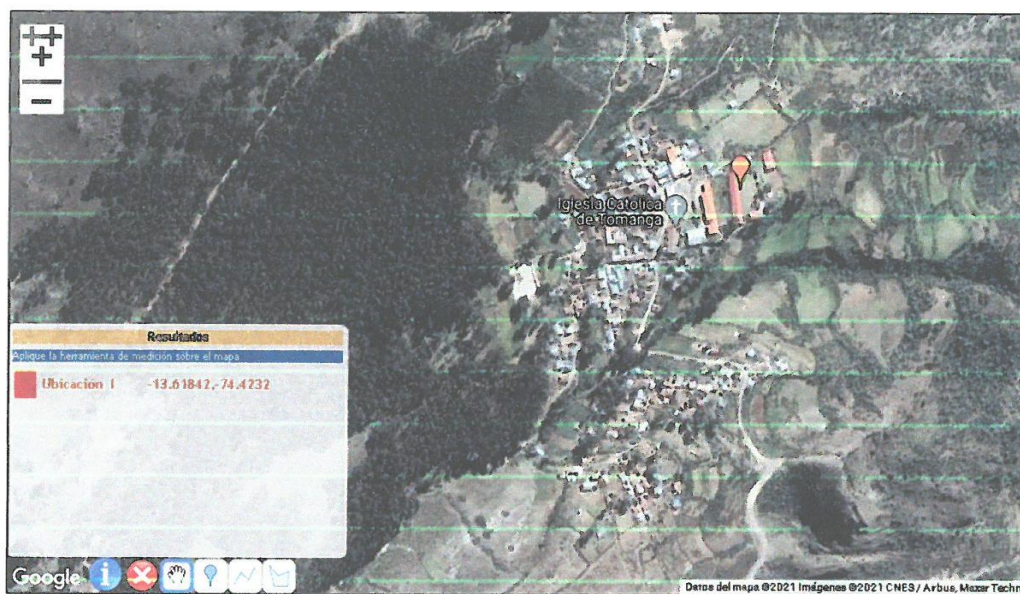 Iglesia Católica
de Tomanga
Resultados
Aplique la herramienta de medición sobre el mapa
Ubicación 1 -13.61842,-74.4232
Google
Datos del mapa ©2021 Imágenes ©2021 CNES / Airbus, Maxar Techn